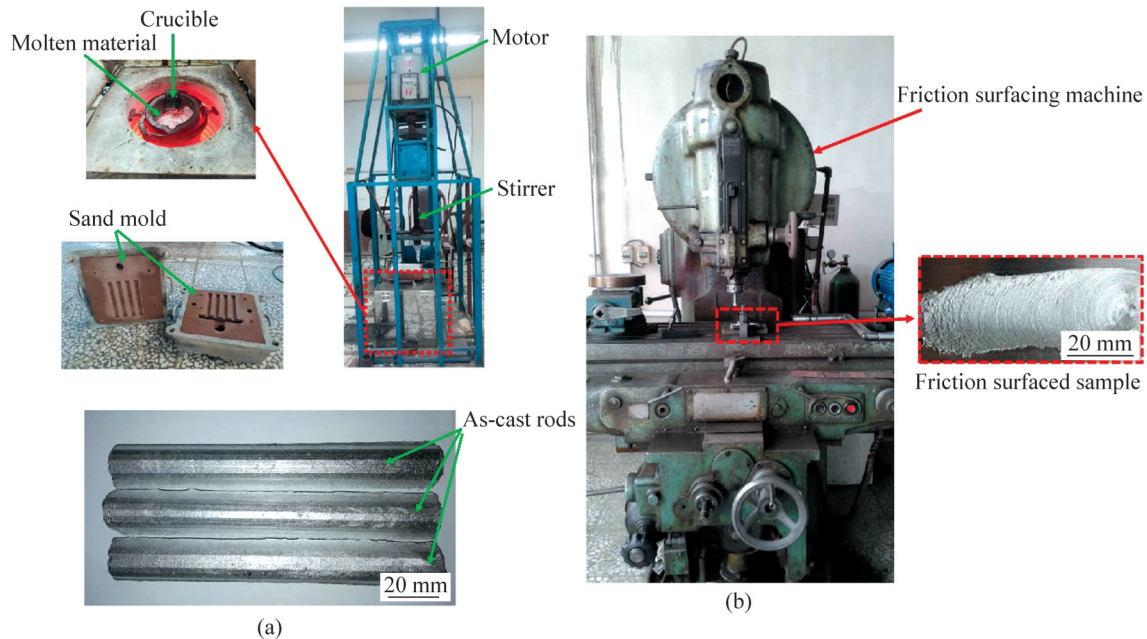 Crucible
Molten material
Motor
Stirrer
Sand mold
As-cast rods
20 mm
(a)
Friction surfacing machine
20 mm
Friction surfaced sample
(b)